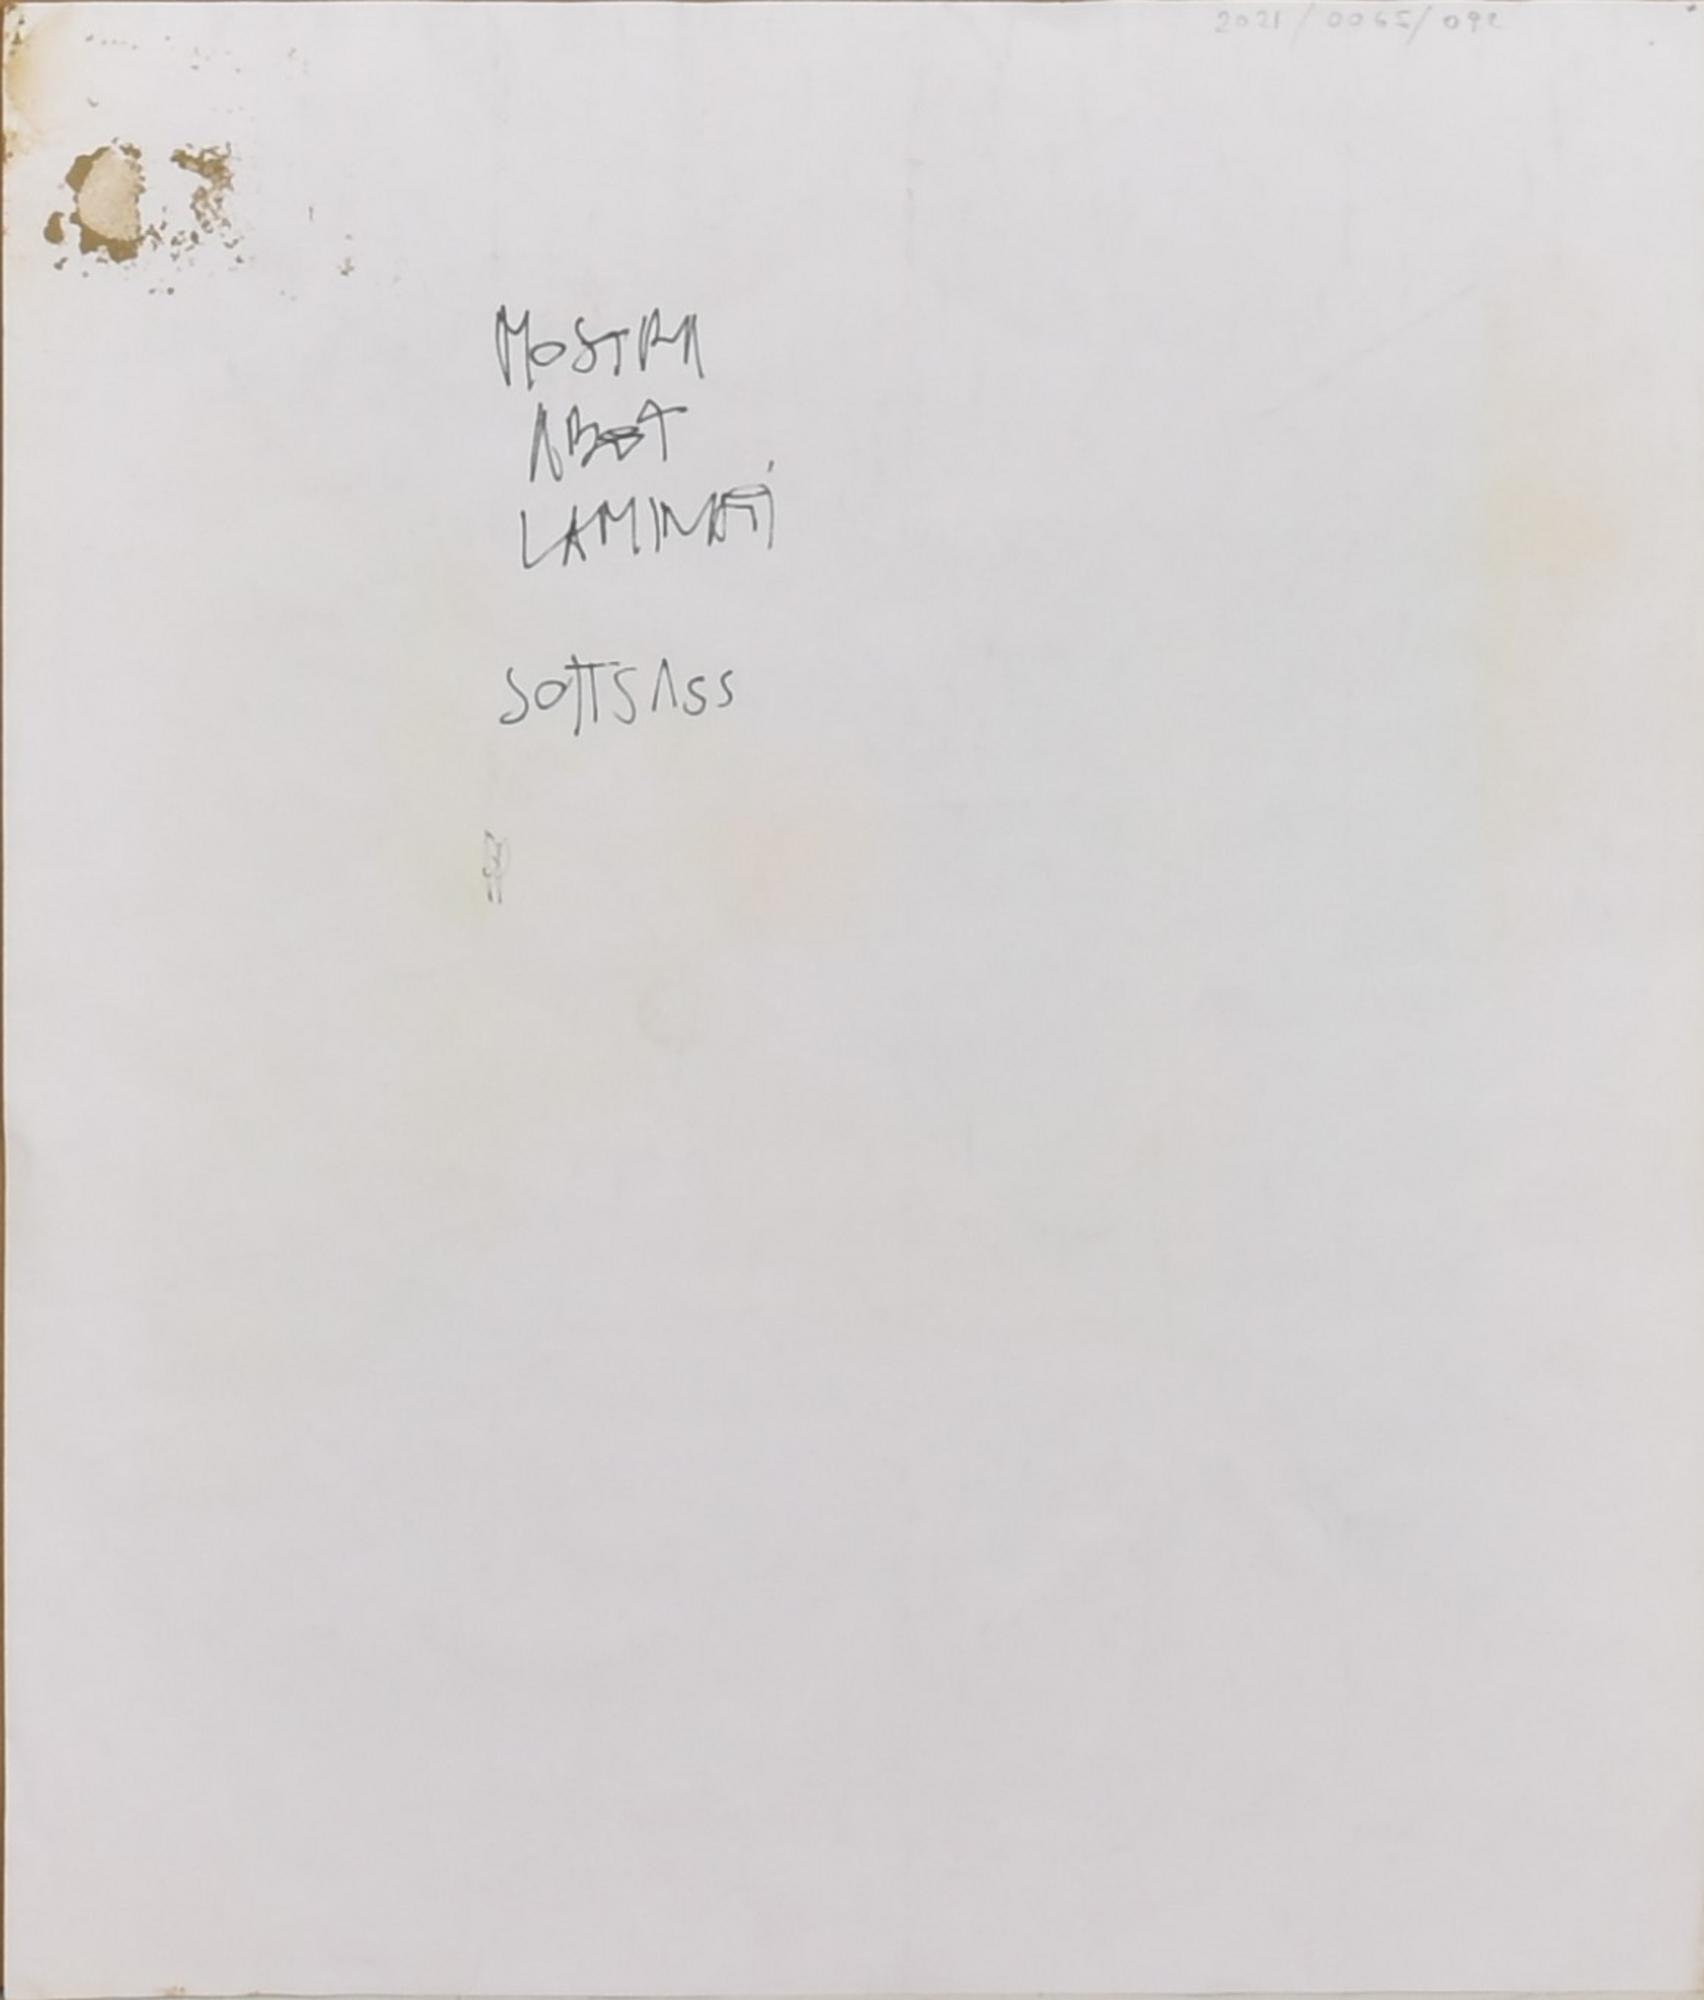 2021/0065/092
MOSTRA
ABET
LAMINATI
SOTTSASS